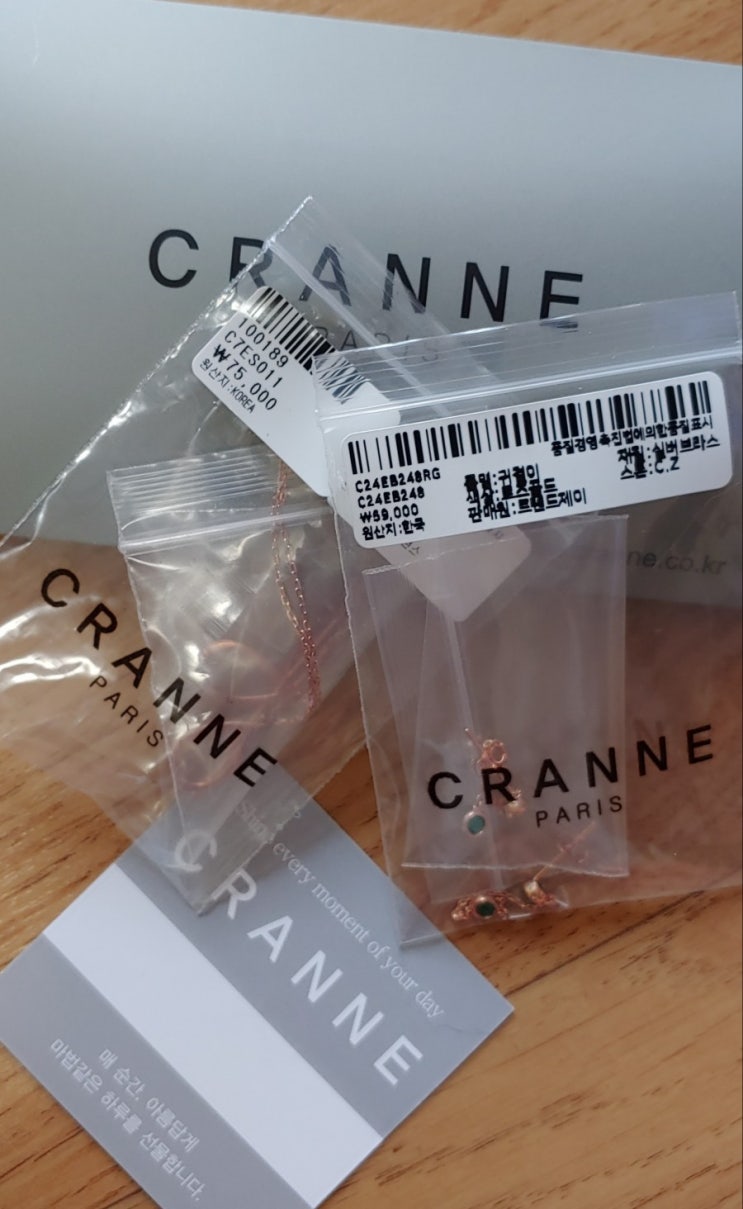 CRANNE
PARIS
100189
C7ES011
₩75,000
원산지:KOREA
품질경영촉진법에의한품질표시
C24EB248RG
C24EB248
₩59,000
원산지:한국
품명:귀걸이
색상:로즈골드
판매원:트렌드제이
재질:실버브라스
스톤:C.Z
ne.co.kr
CRANNE
PARIS
CRANNE
PARIS
Shine every moment of your day
CRANNE
매 순간, 아름답게
마법같은 하루를 선물합니다.